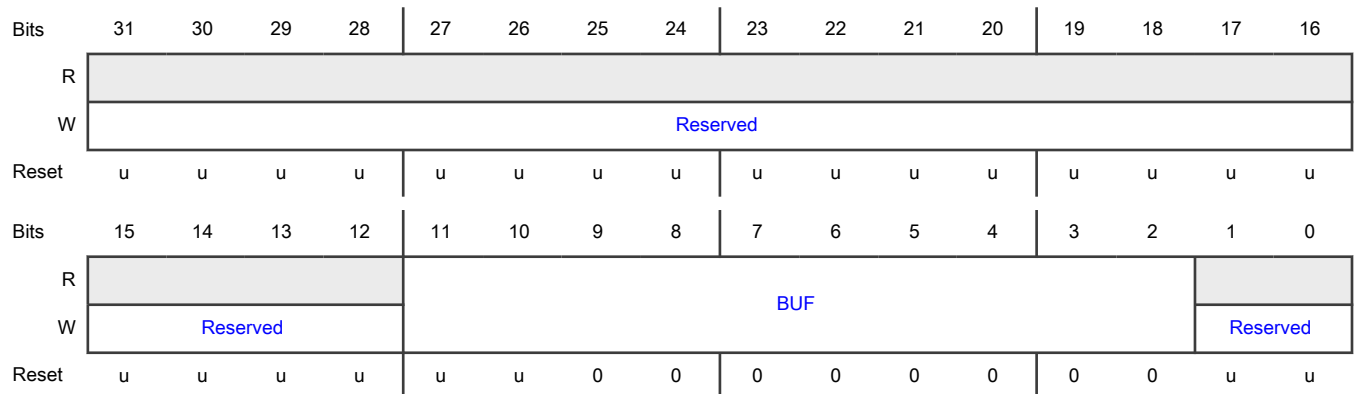 Bits 31 30 29 28 27 26 25 24 23 22 21 20 19 18 17 16
R
W Reserved
Reset u u u u u u u u u u u u u u u u
Bits 15 14 13 12 11 10 9 8 7 6 5 4 3 2 1 0
R
BUF
W Reserved Reserved
Reset u u u u u u 0 0 0 0 0 0 0 0 u u